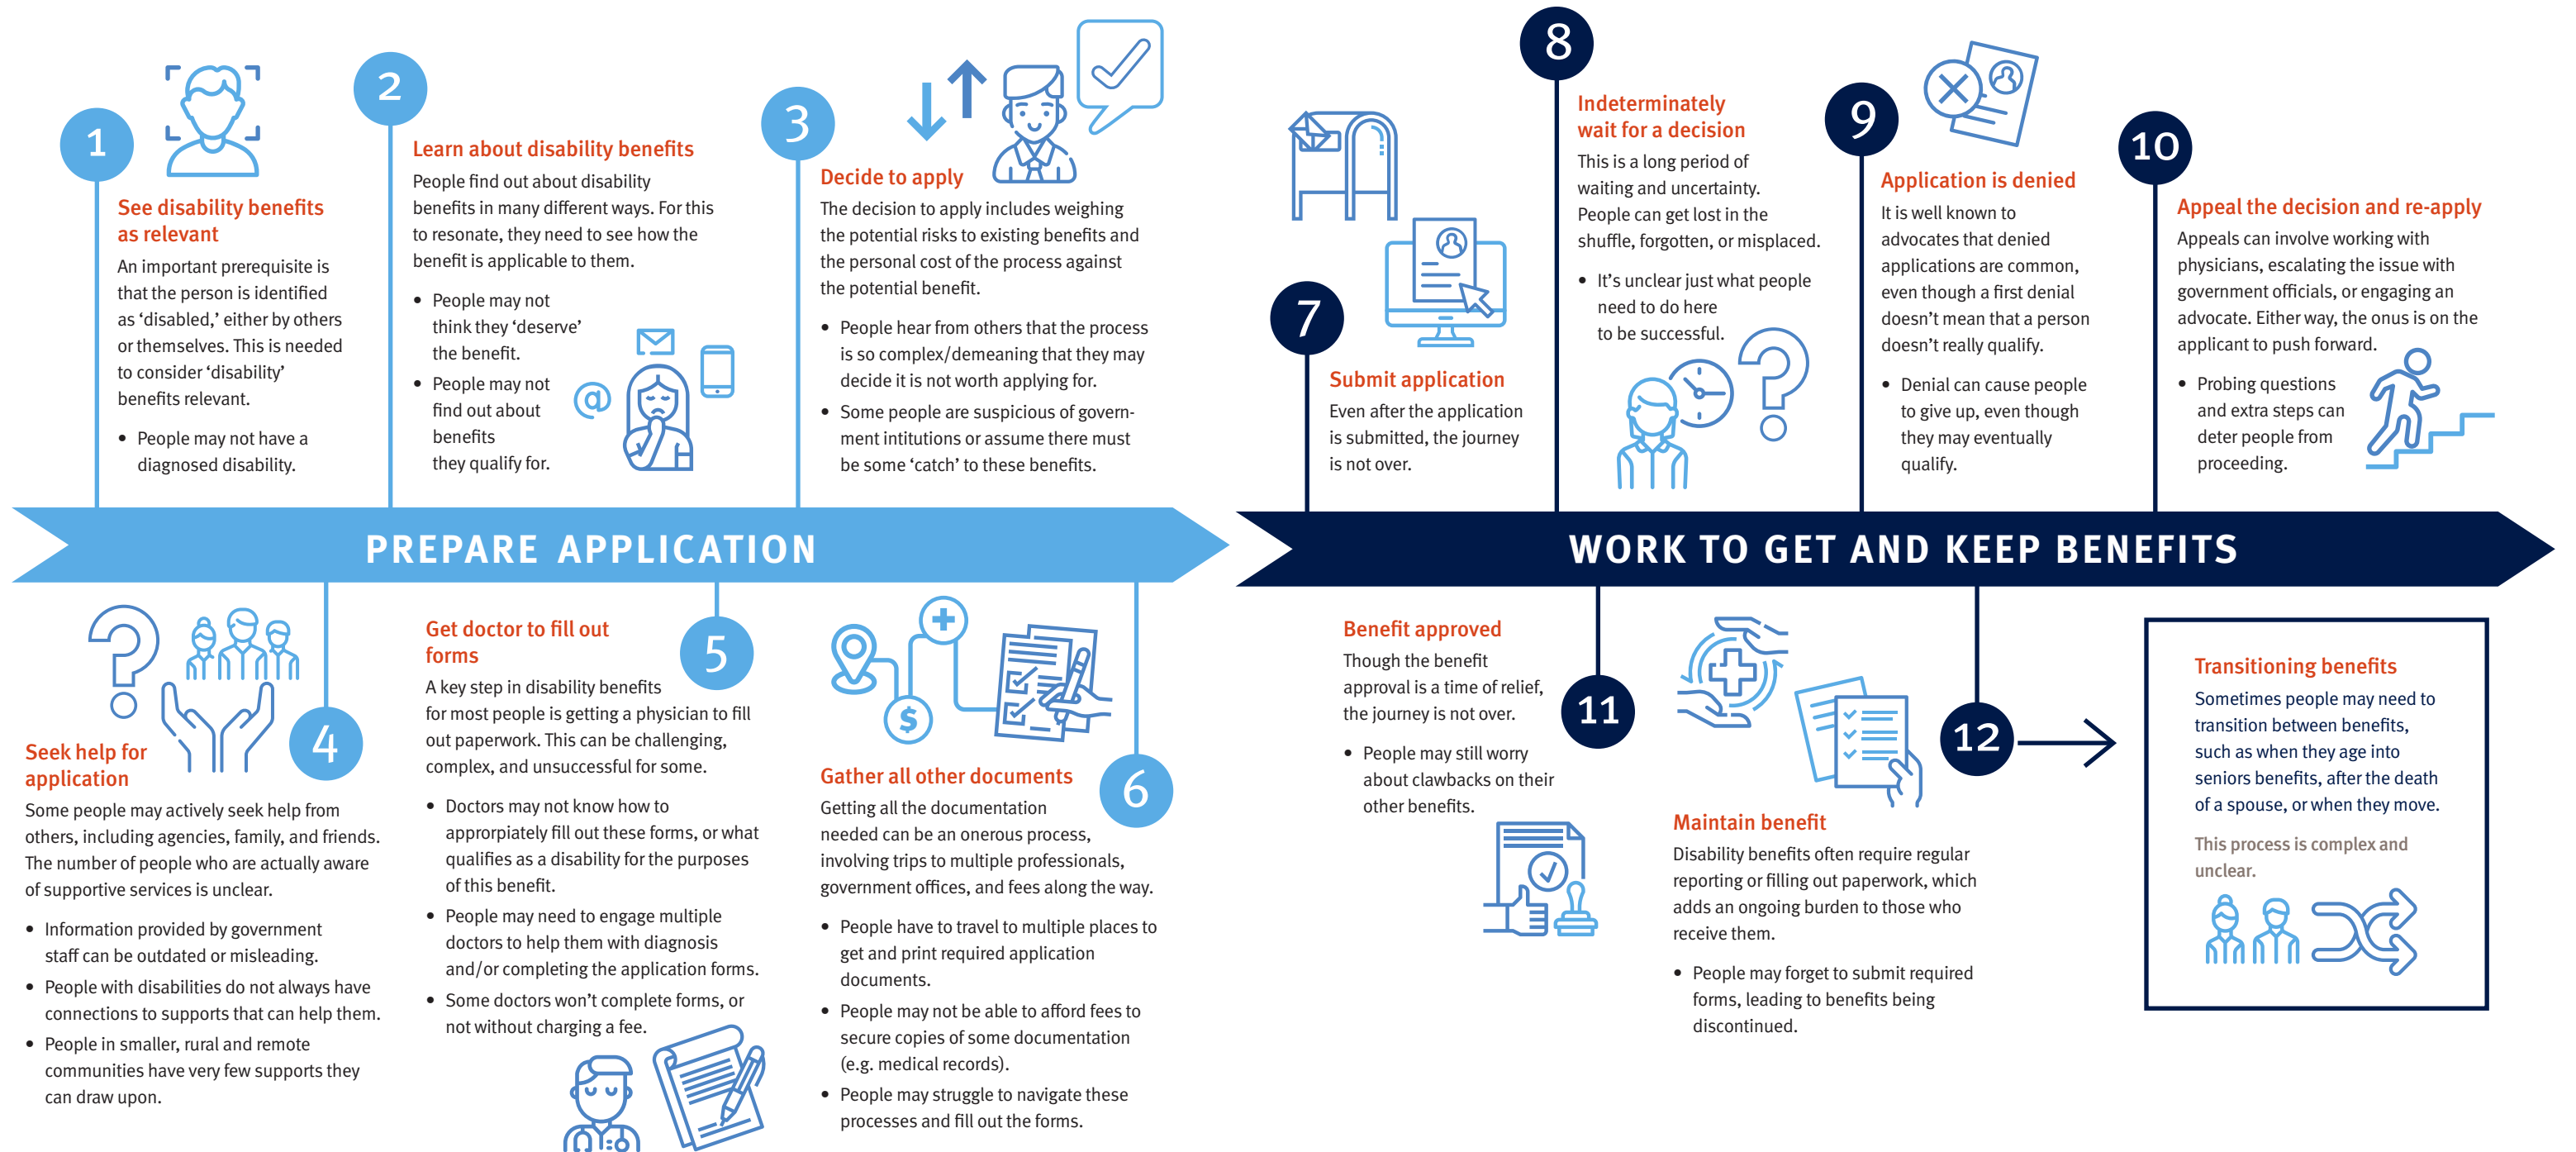 1
See disability benefits
as relevant
An important prerequisite is
that the person is identified
as ‘disabled,’ either by others
or themselves. This is needed
to consider ‘disability’
benefits relevant.
• People may not have a
diagnosed disability.
2
Learn about disability benefits
People find out about disability
benefits in many different ways. For this
to resonate, they need to see how the
benefit is applicable to them.
• People may not
think they ‘deserve’
the benefit.
• People may not
find out about
benefits
they qualify for.
@
3
Decide to apply
The decision to apply includes weighing
the potential risks to existing benefits and
the personal cost of the process against
the potential benefit.
• People hear from others that the process
is so complex/demeaning that they may
decide it is not worth applying for.
• Some people are suspicious of govern-
ment intitutions or assume there must
be some ‘catch’ to these benefits.
PREPARE APPLICATION
4
Seek help for
application
Some people may actively seek help from
others, including agencies, family, and friends.
The number of people who are actually aware
of supportive services is unclear.
• Information provided by government
staff can be outdated or misleading.
• People with disabilities do not always have
connections to supports that can help them.
• People in smaller, rural and remote
communities have very few supports they
can draw upon.
5
Get doctor to fill out
forms
A key step in disability benefits
for most people is getting a physician to fill
out paperwork. This can be challenging,
complex, and unsuccessful for some.
• Doctors may not know how to
approrpiately fill out these forms, or what
qualifies as a disability for the purposes
of this benefit.
• People may need to engage multiple
doctors to help them with diagnosis
and/or completing the application forms.
• Some doctors won’t complete forms, or
not without charging a fee.
$
6
Gather all other documents
Getting all the documentation
needed can be an onerous process,
involving trips to multiple professionals,
government offices, and fees along the way.
• People have to travel to multiple places to
get and print required application
documents.
• People may not be able to afford fees to
secure copies of some documentation
(e.g. medical records).
• People may struggle to navigate these
processes and fill out the forms.
7
Submit application
Even after the application
is submitted, the journey
is not over.
8
Indeterminately
wait for a decision
This is a long period of
waiting and uncertainty.
People can get lost in the
shuffle, forgotten, or misplaced.
• It’s unclear just what people
need to do here
to be successful.
9
Application is denied
It is well known to
advocates that denied
applications are common,
even though a first denial
doesn’t mean that a person
doesn’t really qualify.
• Denial can cause people
to give up, even though
they may eventually
qualify.
10
Appeal the decision and re-apply
Appeals can involve working with
physicians, escalating the issue with
government officials, or engaging an
advocate. Either way, the onus is on the
applicant to push forward.
• Probing questions
and extra steps can
deter people from
proceeding.
WORK TO GET AND KEEP BENEFITS
11
Benefit approved
Though the benefit
approval is a time of relief,
the journey is not over.
• People may still worry
about clawbacks on their
other benefits.
12
Maintain benefit
Disability benefits often require regular
reporting or filling out paperwork, which
adds an ongoing burden to those who
receive them.
• People may forget to submit required
forms, leading to benefits being
discontinued.
Transitioning benefits
Sometimes people may need to
transition between benefits,
such as when they age into
seniors benefits, after the death
of a spouse, or when they move.
This process is complex and
unclear.